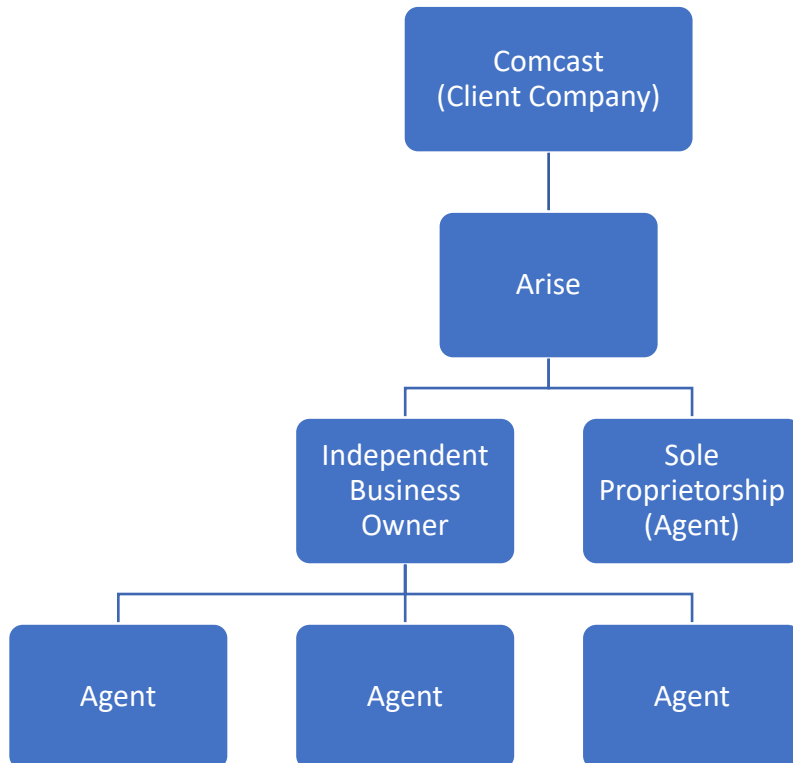 Comcast
(Client Company)
Arise
Independent
Business
Owner
Sole
Proprietorship
(Agent)
Agent
Agent
Agent